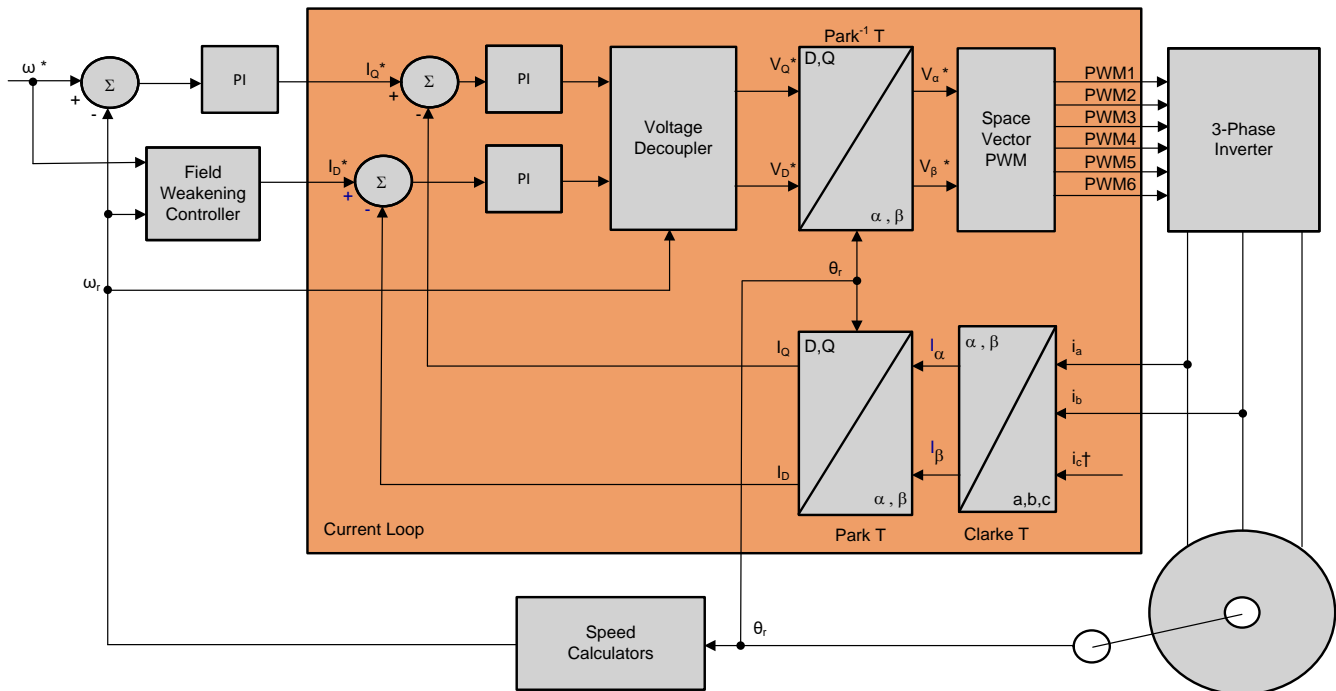 Park⁻¹ T
ω *
Σ
+
-
PI
I_Q*
Σ
+
-
PI
Voltage
Decoupler
V_Q*
D,Q
α , β
V_α*
Space
Vector
PWM
PWM1
PWM2
PWM3
PWM4
PWM5
PWM6
3-Phase
Inverter
Field
Weakening
Controller
I_D*
Σ
+
-
PI
V_D*
V_β*
ω_r
θ_r
I_Q
D,Q
α , β
I_α
α , β
a,b,c
i_a
i_b
I_D
I_β
i_c†
Current Loop
Park T
Clarke T
Speed
Calculators
θ_r